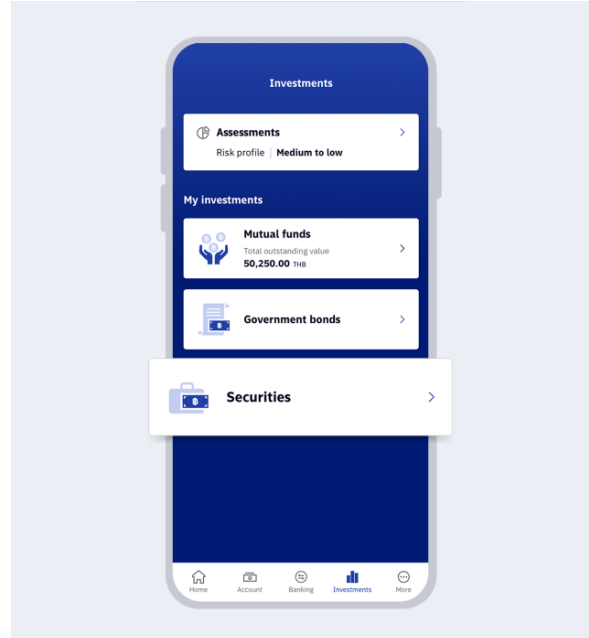 Investments
Assessments
Risk profile | Medium to low
My investments
Mutual funds
Total outstanding value
50,250.00 THB
Government bonds
฿
Securities
฿
Home
Account
Banking
Investments
More